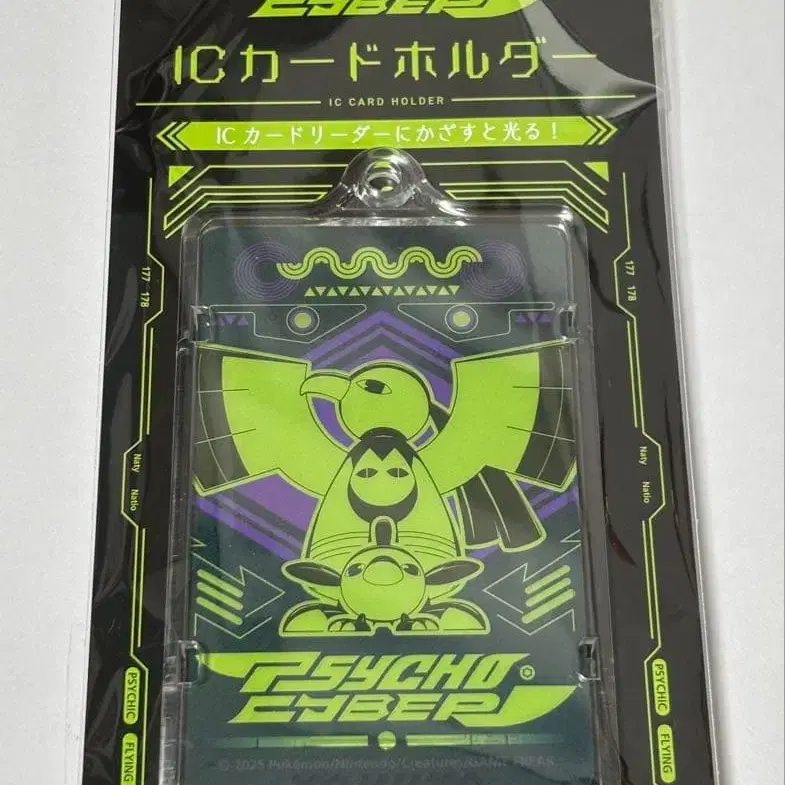 PSYCHO
CYBER
ICカードホルダー
IC CARD HOLDER
ICカードリーダーにかざすと光る！
177 178
177 178
Naty Natio
Naty Natio
PSYCHO
CYBER
PSYCHIC
FLYING
PSYCHIC
FLYING
© 2025 Pokémon/Nintendo/Creatures/GAME FREAK